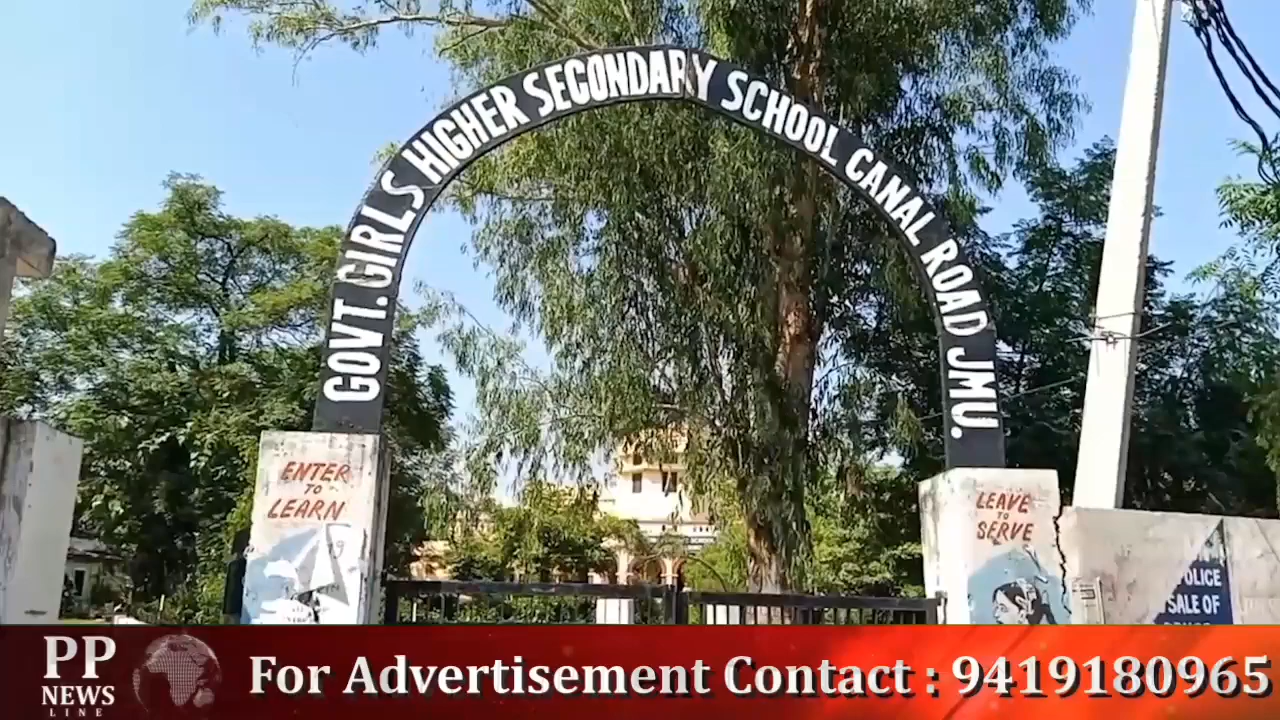 GOVT.GIRLS HIGHER SECONDARY SCHOOL CANAL ROAD JMU.
ENTER
TO
LEARN
LEAVE
TO
SERVE
POLICE
SALE OF
PP
NEWS
LINE
For Advertisement Contact : 9419180965